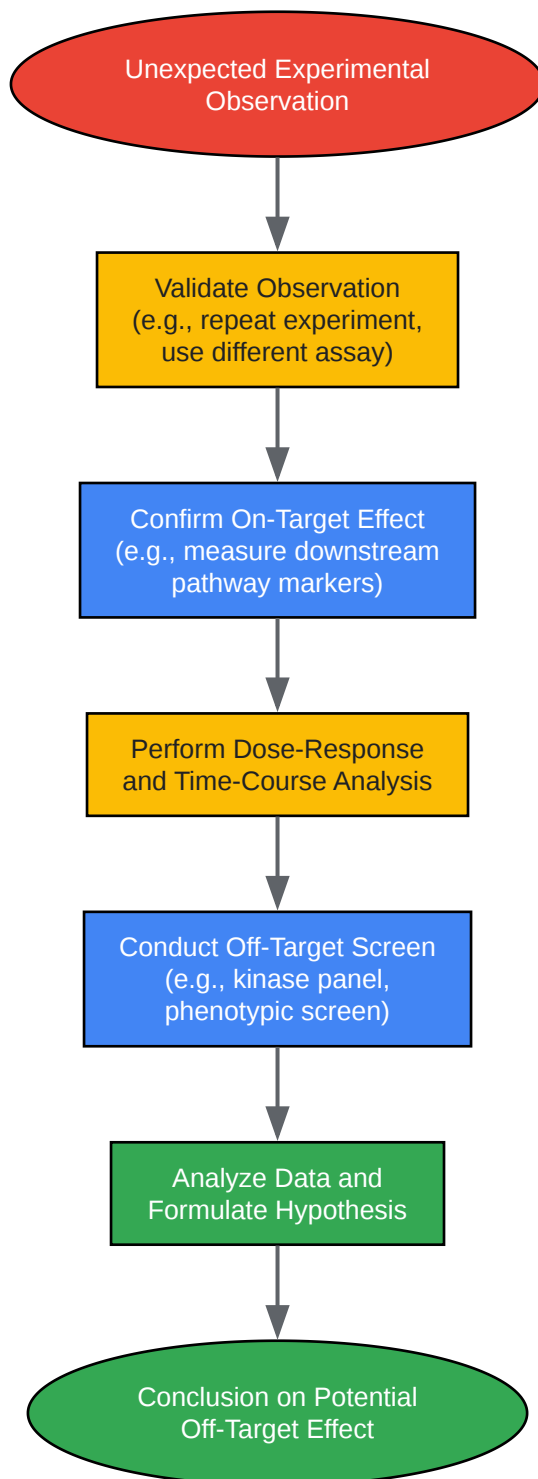 Unexpected Experimental
Observation
Validate Observation
(e.g., repeat experiment,
use different assay)
Confirm On-Target Effect
(e.g., measure downstream
pathway markers)
Perform Dose-Response
and Time-Course Analysis
Conduct Off-Target Screen
(e.g., kinase panel,
phenotypic screen)
Analyze Data and
Formulate Hypothesis
Conclusion on Potential
Off-Target Effect